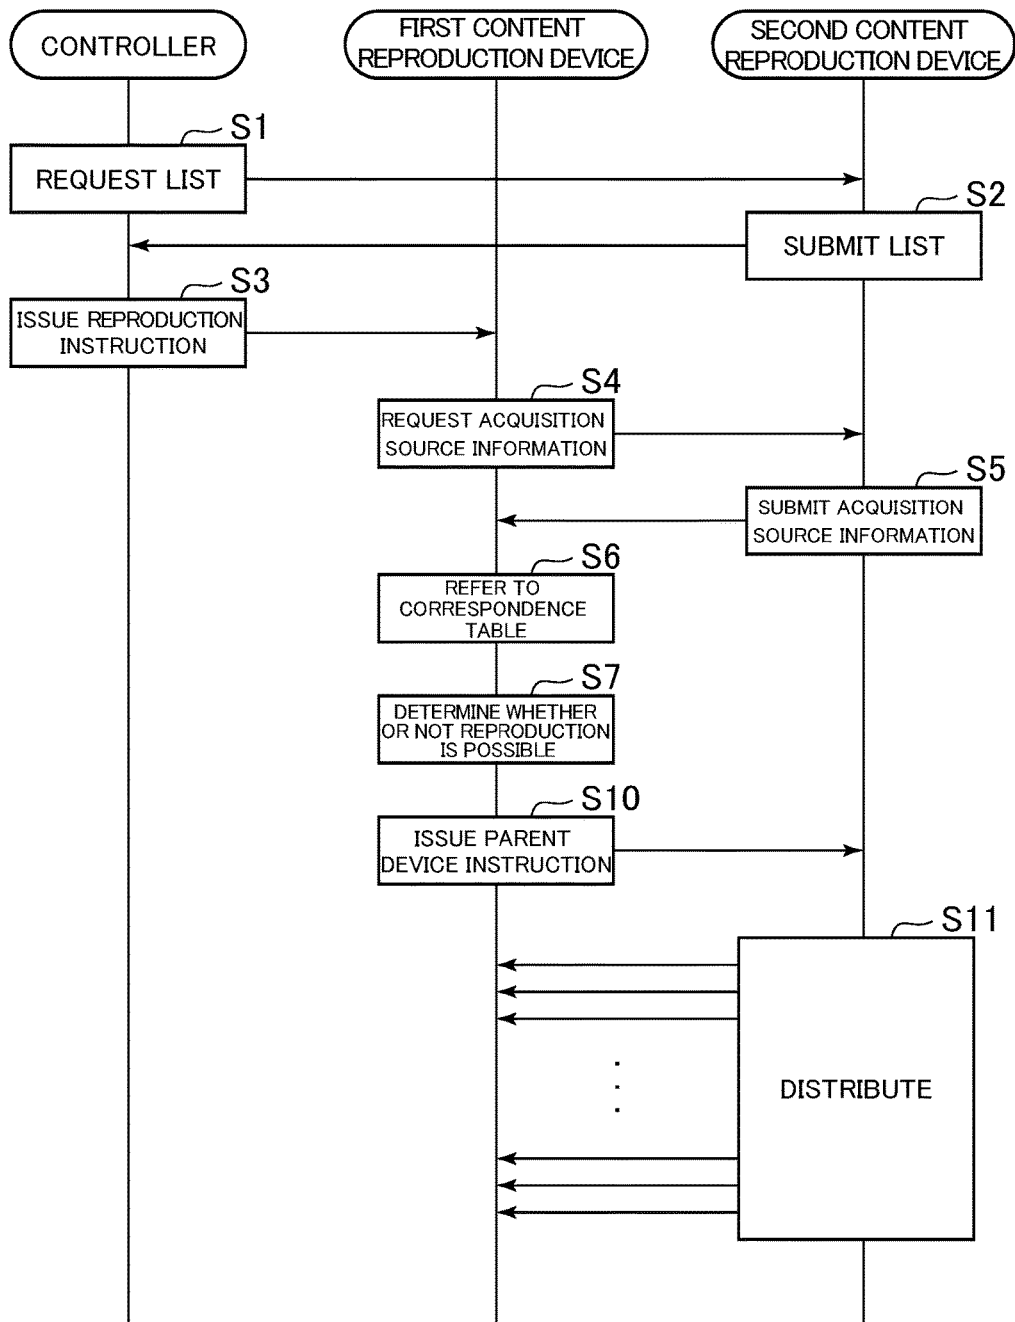 CONTROLLER
FIRST CONTENT
REPRODUCTION DEVICE
SECOND CONTENT
REPRODUCTION DEVICE
S1
REQUEST LIST
S2
SUBMIT LIST
S3
ISSUE REPRODUCTION
INSTRUCTION
S4
REQUEST ACQUISITION
SOURCE INFORMATION
S5
SUBMIT ACQUISITION
SOURCE INFORMATION
S6
REFER TO
CORRESPONDENCE
TABLE
S7
DETERMINE WHETHER
OR NOT REPRODUCTION
IS POSSIBLE
S10
ISSUE PARENT
DEVICE INSTRUCTION
S11
DISTRIBUTE